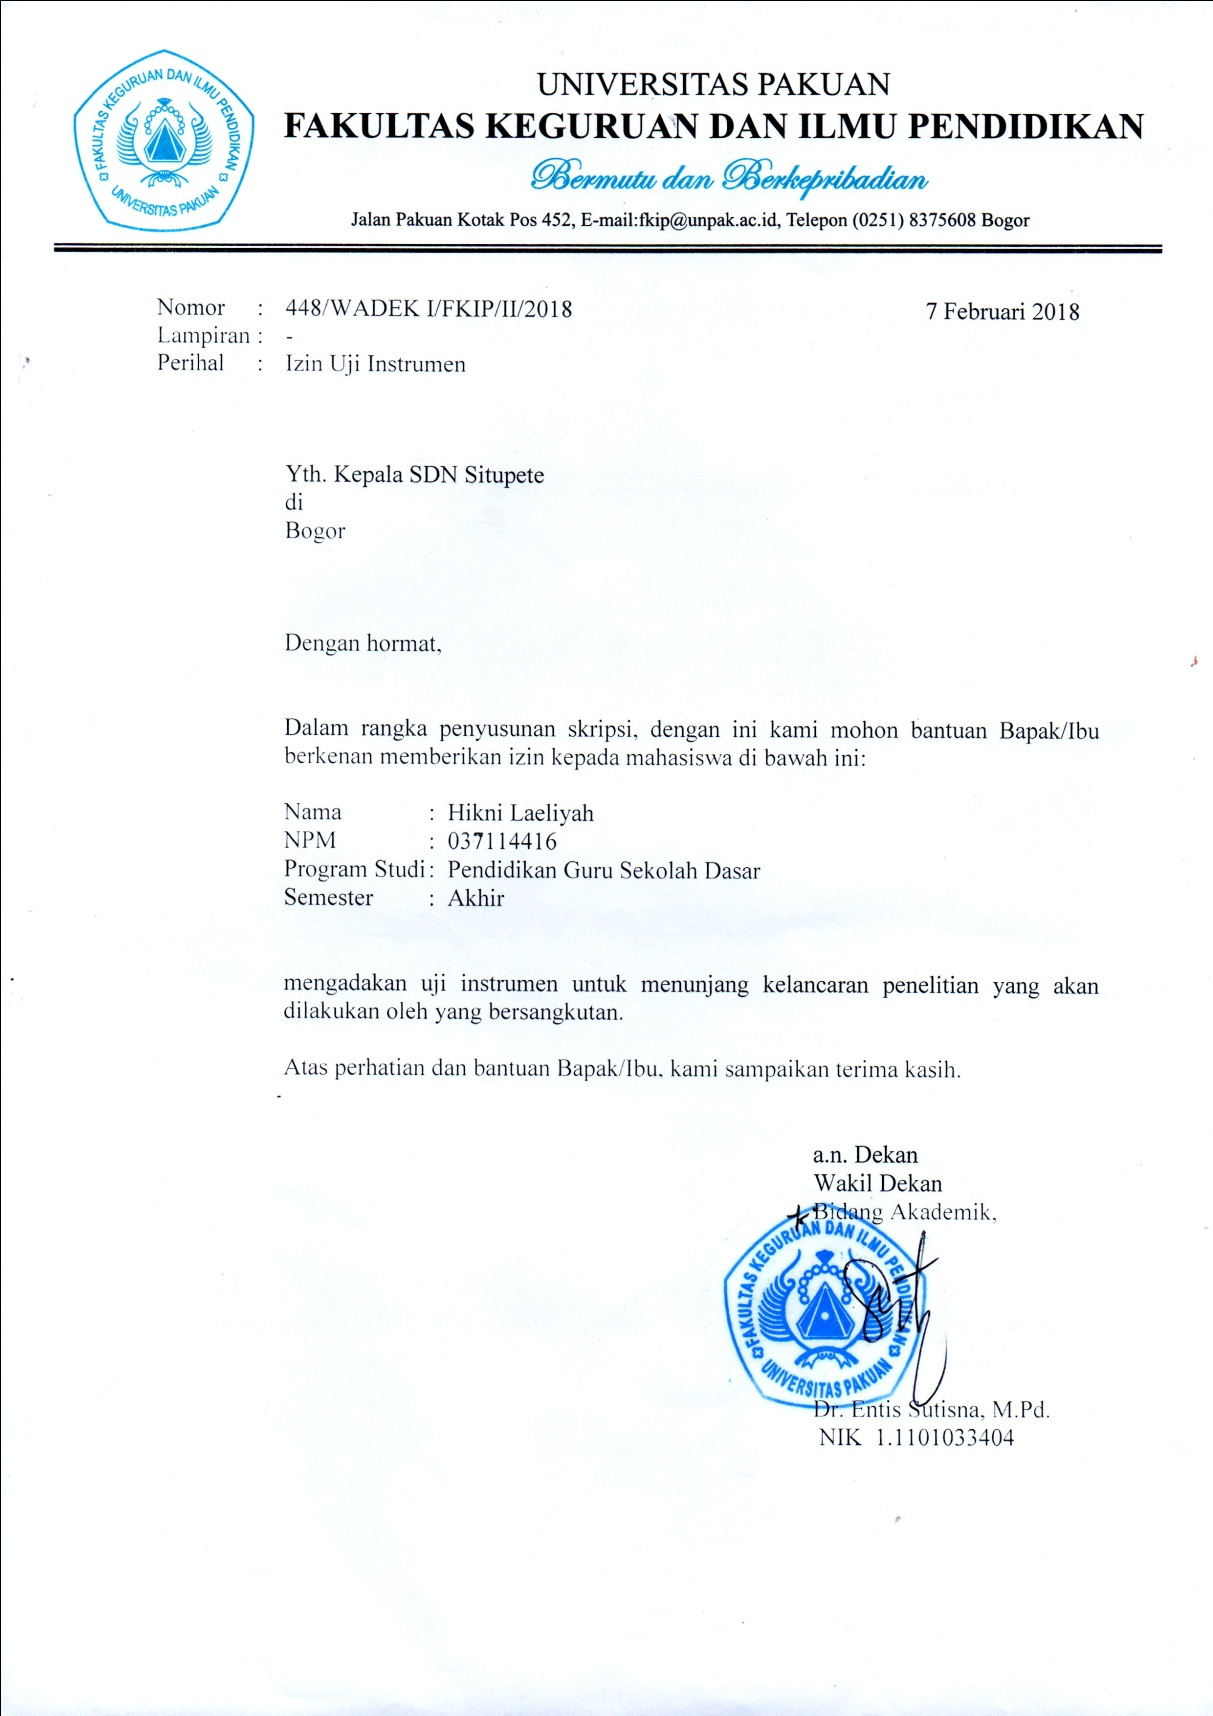 FAKULTAS KEGURUAN DAN ILMU PENDIDIKAN
UNIVERSITAS PAKUAN
UNIVERSITAS PAKUAN
FAKULTAS KEGURUAN DAN ILMU PENDIDIKAN
Bermutu dan Berkepribadian
Jalan Pakuan Kotak Pos 452, E-mail:fkip@unpak.ac.id, Telepon (0251) 8375608 Bogor
Nomor : 448/WADEK I/FKIP/II/2018 7 Februari 2018
Lampiran : -
Perihal : Izin Uji Instrumen
Yth. Kepala SDN Situpete
di
Bogor
Dengan hormat,
Dalam rangka penyusunan skripsi, dengan ini kami mohon bantuan Bapak/Ibu
berkenan memberikan izin kepada mahasiswa di bawah ini:
Nama : Hikni Laeliyah
NPM : 037114416
Program Studi : Pendidikan Guru Sekolah Dasar
Semester : Akhir
mengadakan uji instrumen untuk menunjang kelancaran penelitian yang akan
dilakukan oleh yang bersangkutan.
Atas perhatian dan bantuan Bapak/Ibu, kami sampaikan terima kasih.
a.n. Dekan
Wakil Dekan
Bidang Akademik,
FAKULTAS KEGURUAN DAN ILMU PENDIDIKAN
UNIVERSITAS PAKUAN
Dr. Entis Sutisna, M.Pd.
NIK 1.1101033404